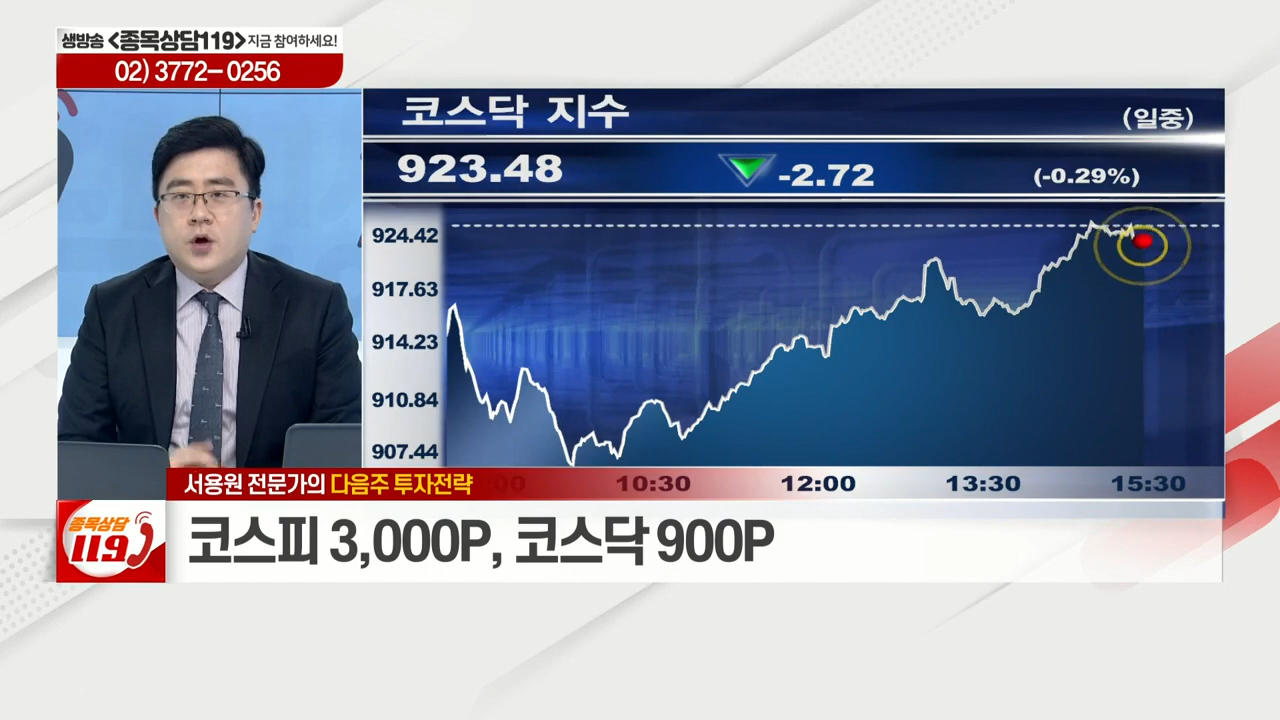 생방송 <종목상담119> 지금 참여하세요!
02) 3772-0256
코스닥 지수
(일중)
923.48
-2.72
(-0.29%)
924.42
917.63
914.23
910.84
907.44
:00
10:30
12:00
13:30
15:30
서용원 전문가의 다음주 투자전략
종목상담
119
코스피 3,000P, 코스닥 900P